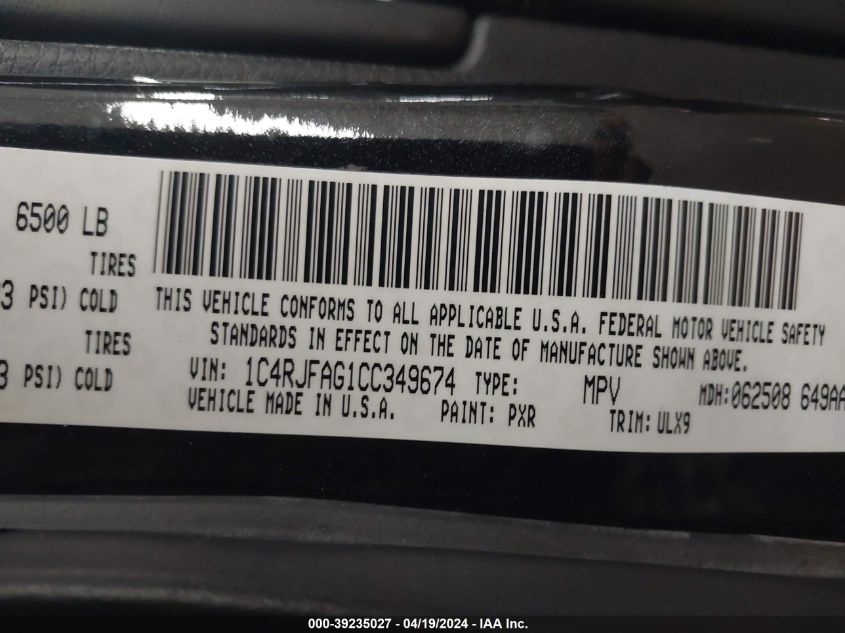 6500 LB
TIRES
3 PSI) COLD
THIS VEHICLE CONFORMS TO ALL APPLICABLE U.S.A. FEDERAL MOTOR VEHICLE SAFETY
TIRES
STANDARDS IN EFFECT ON THE DATE OF MANUFACTURE SHOWN ABOVE.
3 PSI) COLD
VIN: 1C4RJFAG1CC349674 TYPE: MPV MDH:062508 649AA
VEHICLE MADE IN U.S.A. PAINT: PXR TRIM: ULX9
000-39235027 - 04/19/2024 - IAA Inc.